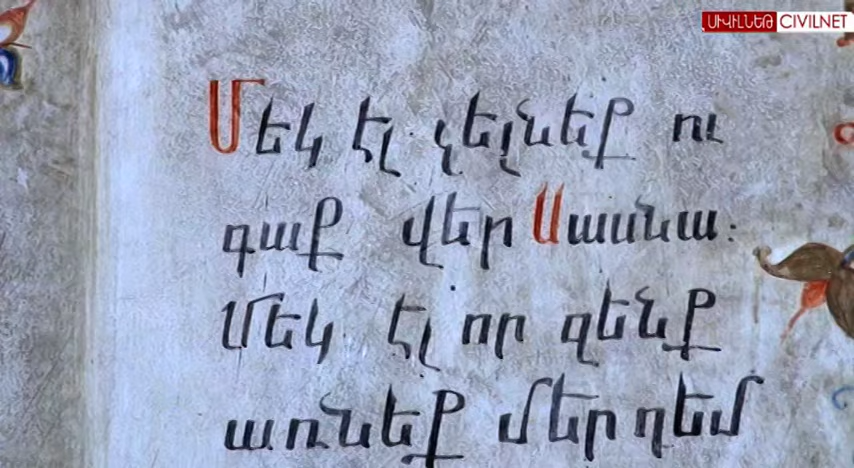 ՍԻՎԻԼՆԵԹ CIVILNET
Մեկ էլ չելնեք ու
գաք վեր Սասնա։
Մեկ էլ որ զենք
առնեք մեր դեմ